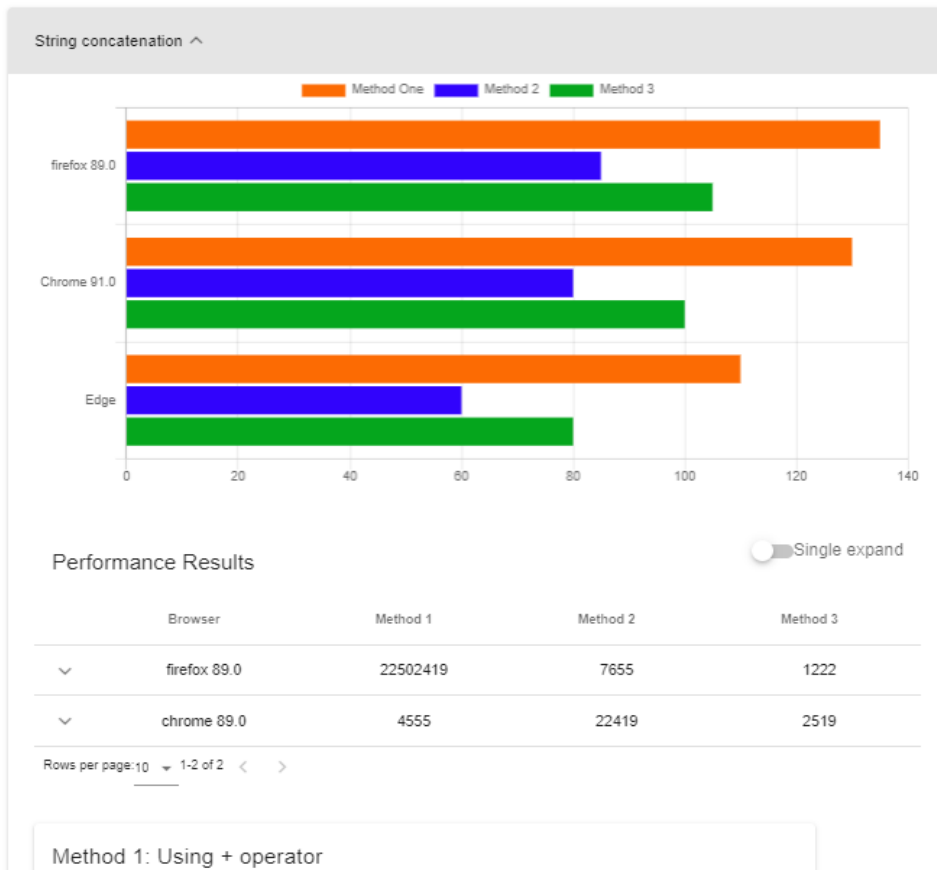 String concatenation
Method One Method 2 Method 3
firefox 89.0
Chrome 91.0
Edge
0 20 40 60 80 100 120 140
Performance Results
Single expand
Browser Method 1 Method 2 Method 3
firefox 89.0 22502419 7655 1222
chrome 89.0 4555 22419 2519
Rows per page: 10 1-2 of 2
Method 1: Using + operator